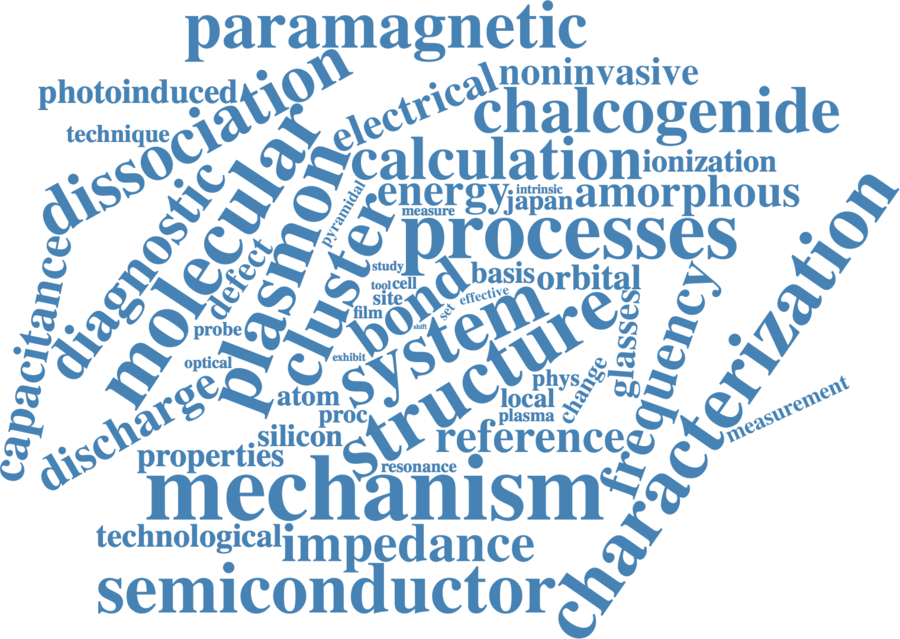 paramagnetic
photoinduced
dissociation
electrical
noninvasive
technique
chalcogenide
molecular
plasmon
calculation
ionization
diagnostic
pyramidal
energy
intrinsic
japan
amorphous
measure
cluster
processes
capacitance
defect
study
tool
cell
basis
orbital
site
film
bond
set
effective
shift
system
probe
optical
exhibit
structure
glasses
frequency
characterization
discharge
atom
phys
change
local
proc
plasma
measurement
silicon
reference
properties
resonance
mechanism
technological
impedance
semiconductor